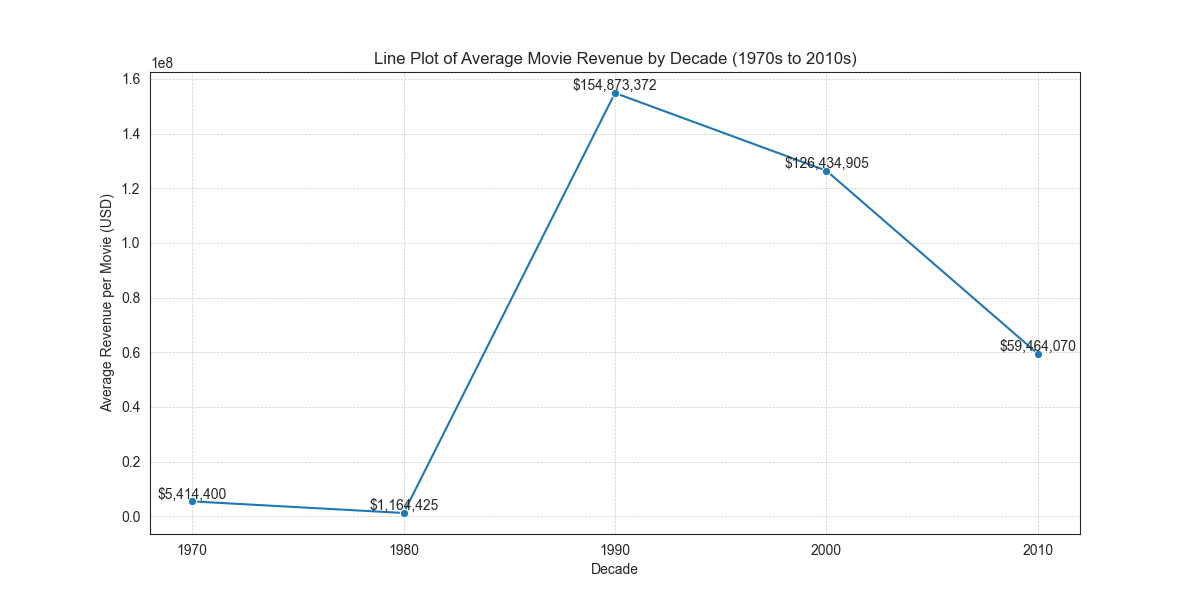 Line Plot of Average Movie Revenue by Decade (1970s to 2010s)
1e8
1.6
1.4
1.2
1.0
0.8
0.6
0.4
0.2
0.0
Average Revenue per Movie (USD)
$5,414,400
$1,164,425
$154,873,372
$126,434,905
$59,464,070
1970 1980 1990 2000 2010
Decade